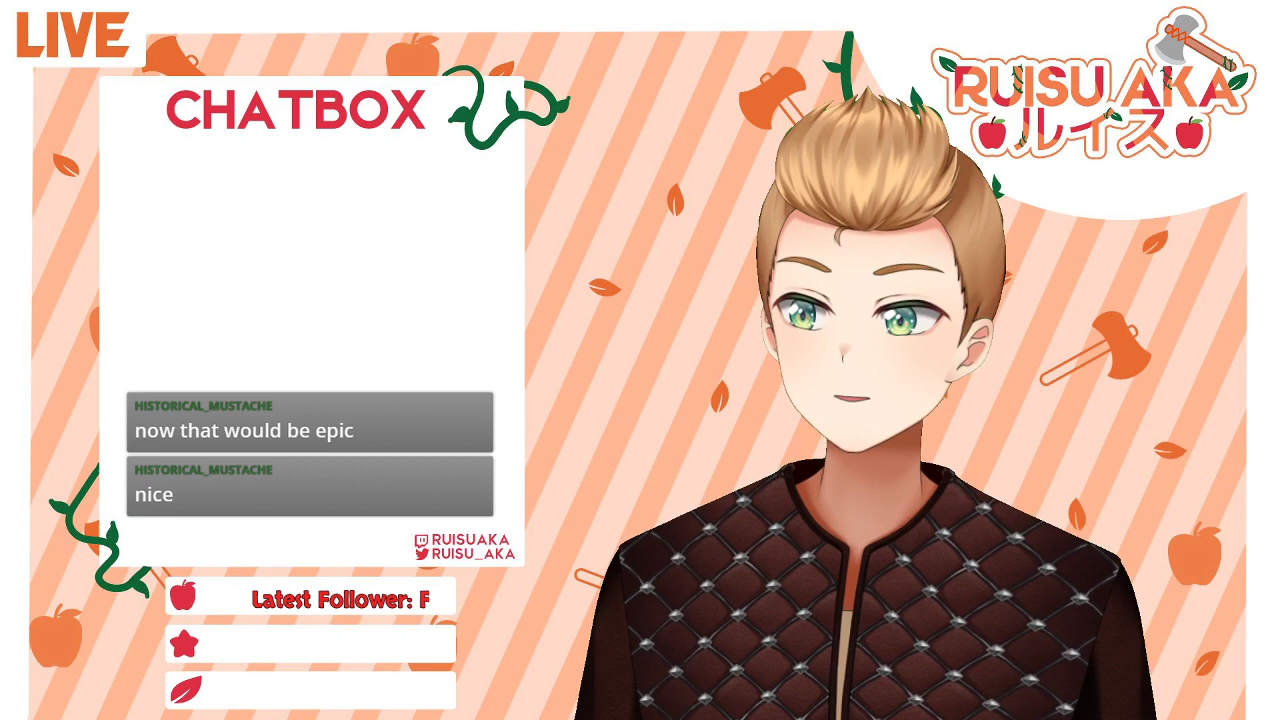 LIVE
CHATBOX
RUISU AKA
ルイス
HISTORICAL_MUSTACHE
now that would be epic
HISTORICAL_MUSTACHE
nice
RUISUAKA
RUISU_AKA
Latest Follower: F